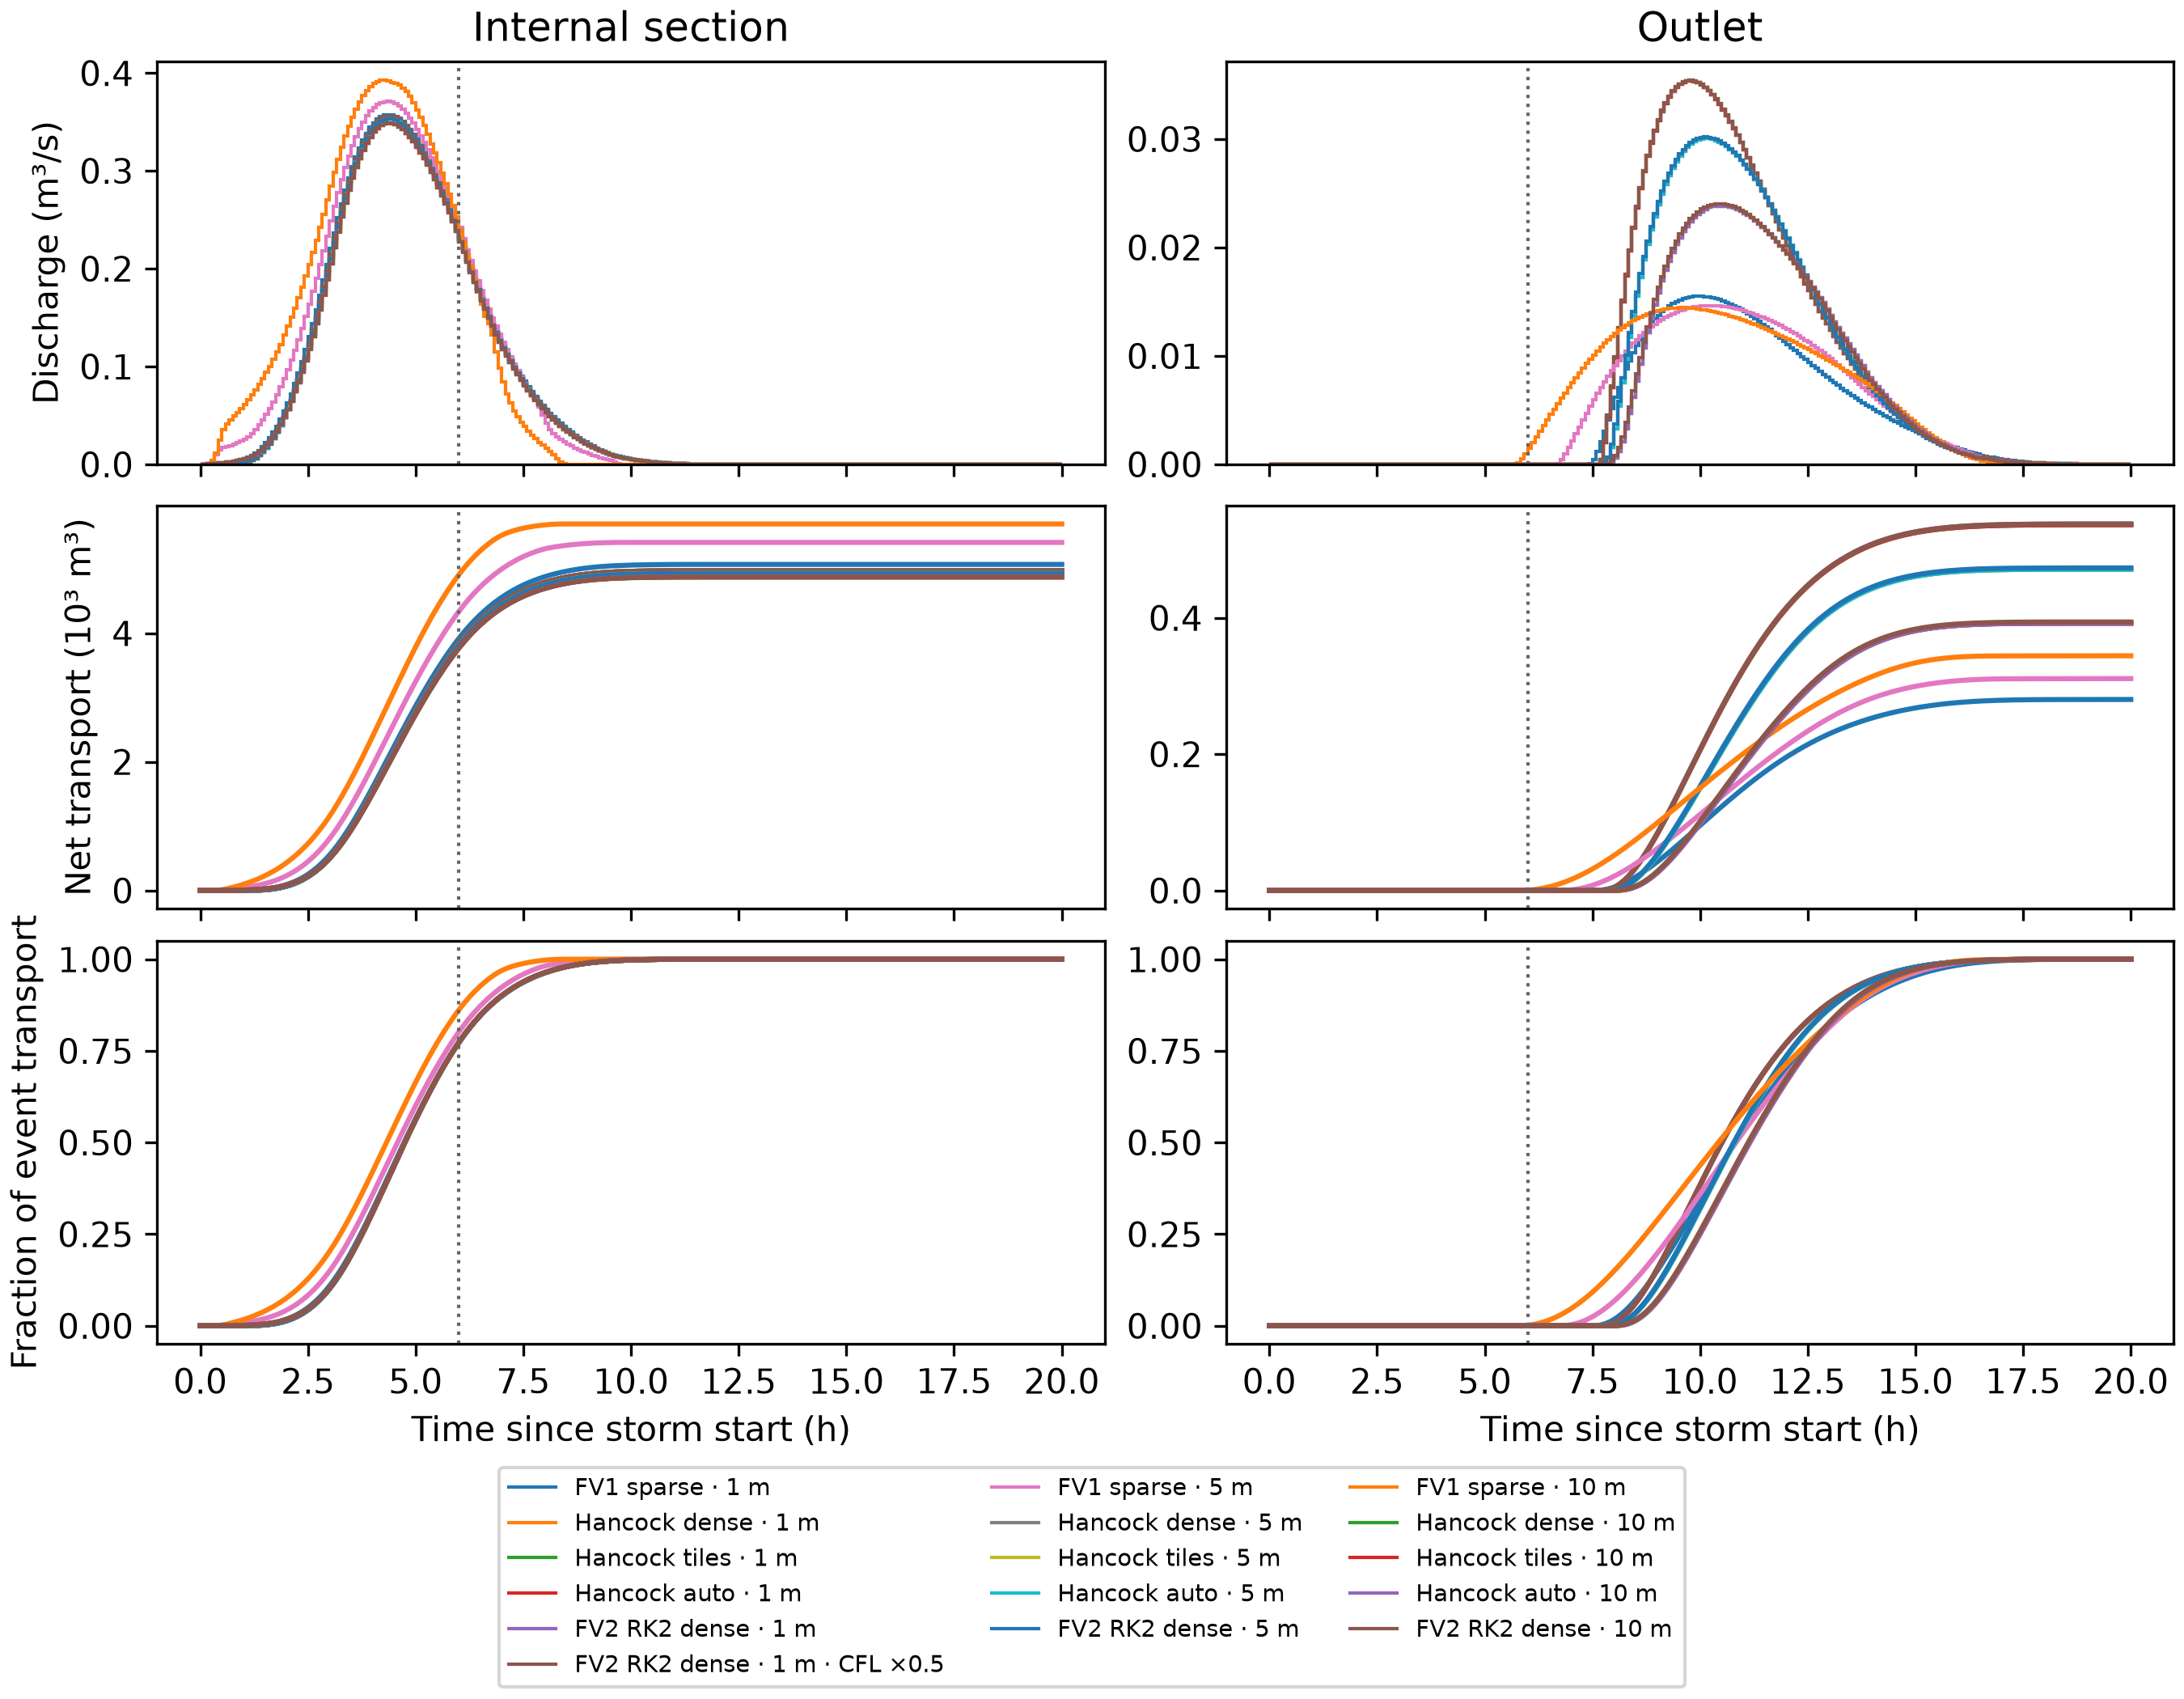 Internal section
Outlet
Discharge (m³/s)
0.4
0.3
0.2
0.1
0.0
0.03
0.02
0.01
0.00
Net transport (10³ m³)
4
2
0
0.4
0.2
0.0
Fraction of event transport
1.00
0.75
0.50
0.25
0.00
1.00
0.75
0.50
0.25
0.00
0.0 2.5 5.0 7.5 10.0 12.5 15.0 17.5 20.0
0.0 2.5 5.0 7.5 10.0 12.5 15.0 17.5 20.0
Time since storm start (h)
Time since storm start (h)
FV1 sparse · 1 m
Hancock dense · 1 m
Hancock tiles · 1 m
Hancock auto · 1 m
FV2 RK2 dense · 1 m
FV2 RK2 dense · 1 m · CFL ×0.5
FV1 sparse · 5 m
Hancock dense · 5 m
Hancock tiles · 5 m
Hancock auto · 5 m
FV2 RK2 dense · 5 m
FV1 sparse · 10 m
Hancock dense · 10 m
Hancock tiles · 10 m
Hancock auto · 10 m
FV2 RK2 dense · 10 m